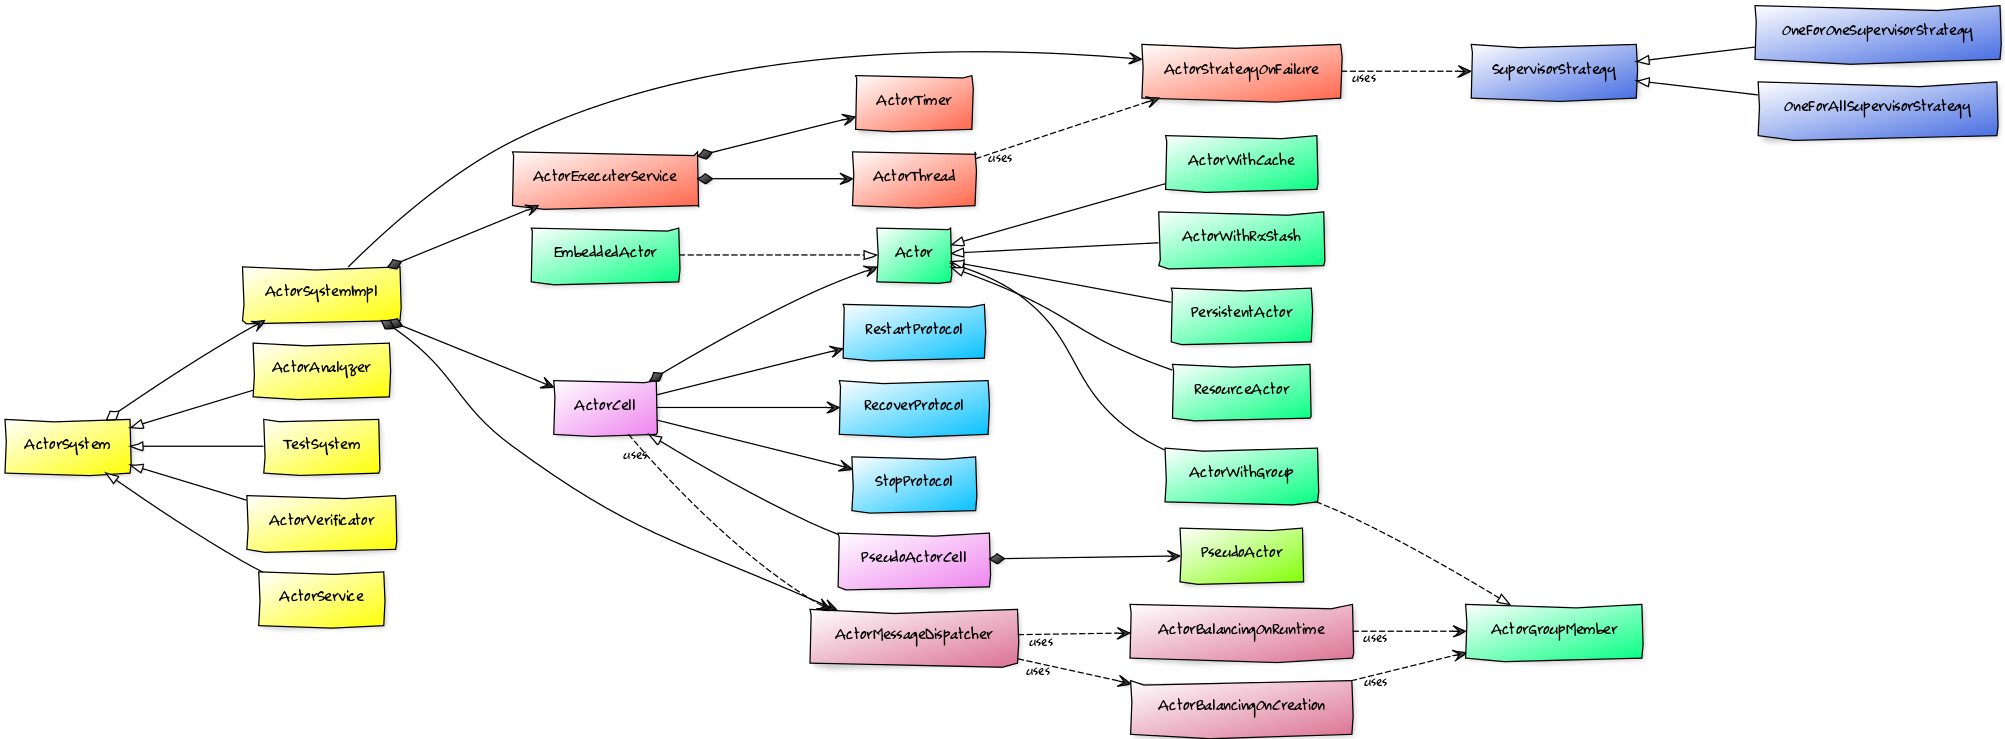 OneForOneSupervisorStrategy
ActorStrategyOnFailure
uses
SupervisorStrategy
OneForAllSupervisorStrategy
ActorTimer
ActorExecuterService
ActorThread
uses
ActorWithCache
EmbeddedActor
Actor
ActorWithRxStash
ActorSystemImpl
RestartProtocol
PersistentActor
ActorAnalyzer
ActorCell
RecoverProtocol
ResourceActor
ActorSystem
TestSystem
uses
StopProtocol
ActorWithGroup
ActorVerificator
PseudoActorCell
PseudoActor
ActorService
ActorMessageDispatcher
uses
uses
ActorBalancingOnRuntime
uses
ActorGroupMember
ActorBalancingOnCreation
uses